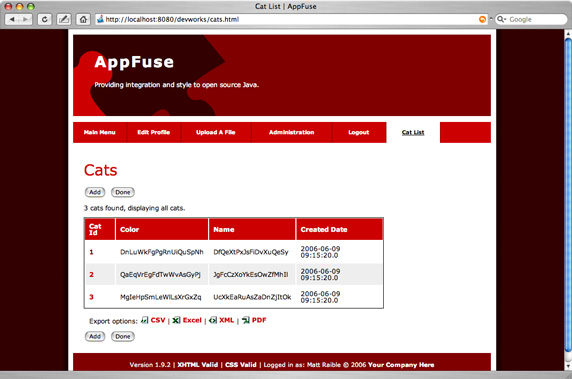 Cat List | AppFuse
http://localhost:8080/devworks/cats.html
Google
AppFuse
Providing integration and style to open source Java.
Main Menu Edit Profile Upload A File Administration Logout Cat List
Cats
Add Done
3 cats found, displaying all cats.
Cat Id Color Name Created Date
1 DnLuWkFgPgRnUiQuSpNh DfQeXtPxJsFiDvXuQeSy 2006-06-09 09:15:20.0
2 QaEqVrEgFdTwWvAsGyPj JgFcCzXoYkEsOwZfMhIl 2006-06-09 09:15:20.0
3 MgIeHpSmLeWlLsXrGxZq UcXkEaRuAsZaDnZjItOk 2006-06-09 09:15:20.0
Export options: CSV | Excel | XML | PDF
Add Done
Version 1.9.2 | XHTML Valid | CSS Valid | Logged in as: Matt Raible © 2006 Your Company Here